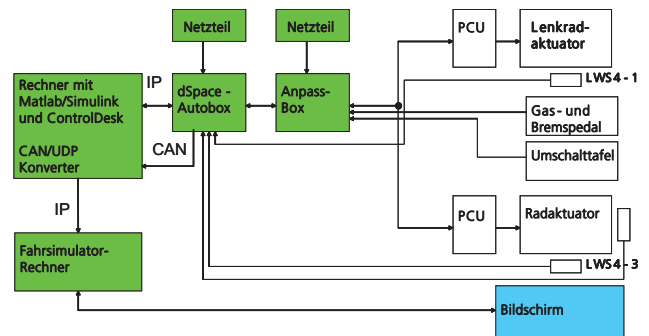 Netzteil
Netzteil
PCU
Lenkrad-
aktuator
IP
Rechner mit
Matlab/Simulink
und ControlDesk
CAN/UDP
Konverter
dSpace -
Autobox
Anpass-
Box
LWS4 - 1
Gas - und
Bremspedal
CAN
Umschalttafel
IP
PCU
Radaktuator
Fahrsimulator-
Rechner
LWS4 - 3
Bildschirm